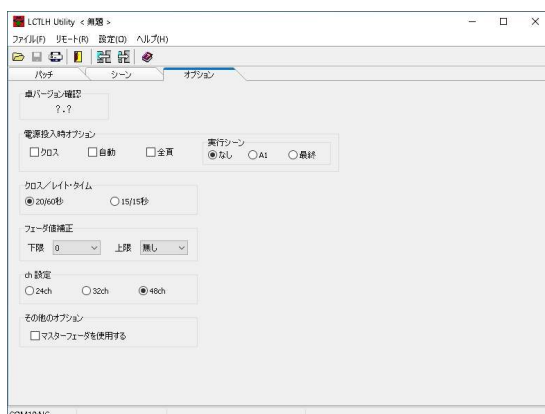 LCTLH Utility < 無題 >
ファイル(F) リモート(R) 設定(O) ヘルプ(H)
パッチ シーン オプション
卓バージョン確認
?.?
電源投入時オプション
クロス 自動 全頁
実行シーン
なし A1 最終
クロス／レイト・タイム
20/60秒 15/15秒
フェーダ値補正
下限 0 上限 無し
ch 設定
24ch 32ch 48ch
その他のオプション
マスターフェーダを使用する